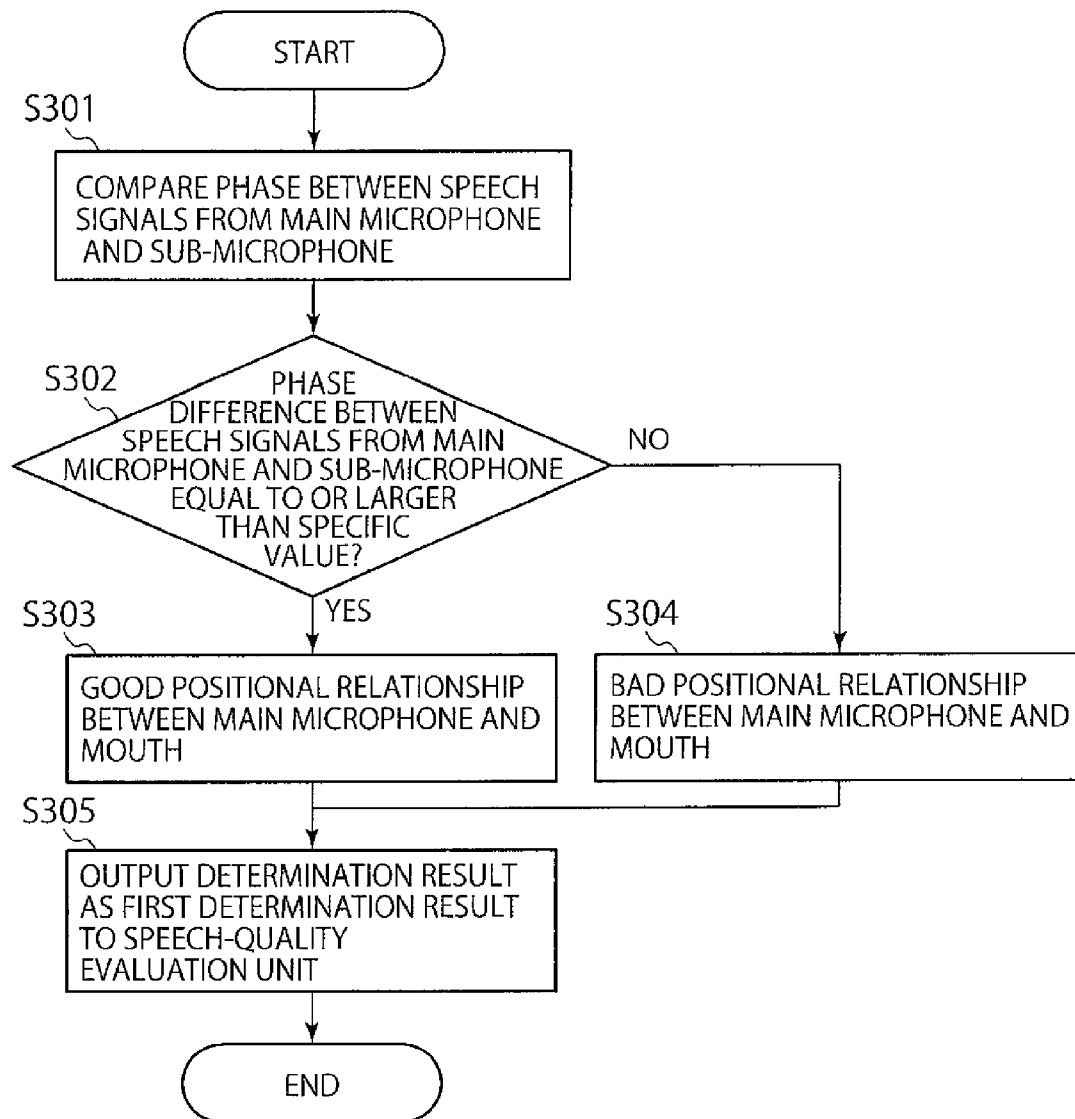 START
S301
COMPARE PHASE BETWEEN SPEECH
SIGNALS FROM MAIN MICROPHONE
AND SUB-MICROPHONE
S302
PHASE
DIFFERENCE BETWEEN
SPEECH SIGNALS FROM MAIN
MICROPHONE AND SUB-MICROPHONE
EQUAL TO OR LARGER
THAN SPECIFIC
VALUE?
NO
YES
S303
GOOD POSITIONAL RELATIONSHIP
BETWEEN MAIN MICROPHONE AND
MOUTH
S304
BAD POSITIONAL RELATIONSHIP
BETWEEN MAIN MICROPHONE AND
MOUTH
S305
OUTPUT DETERMINATION RESULT
AS FIRST DETERMINATION RESULT
TO SPEECH-QUALITY
EVALUATION UNIT
END